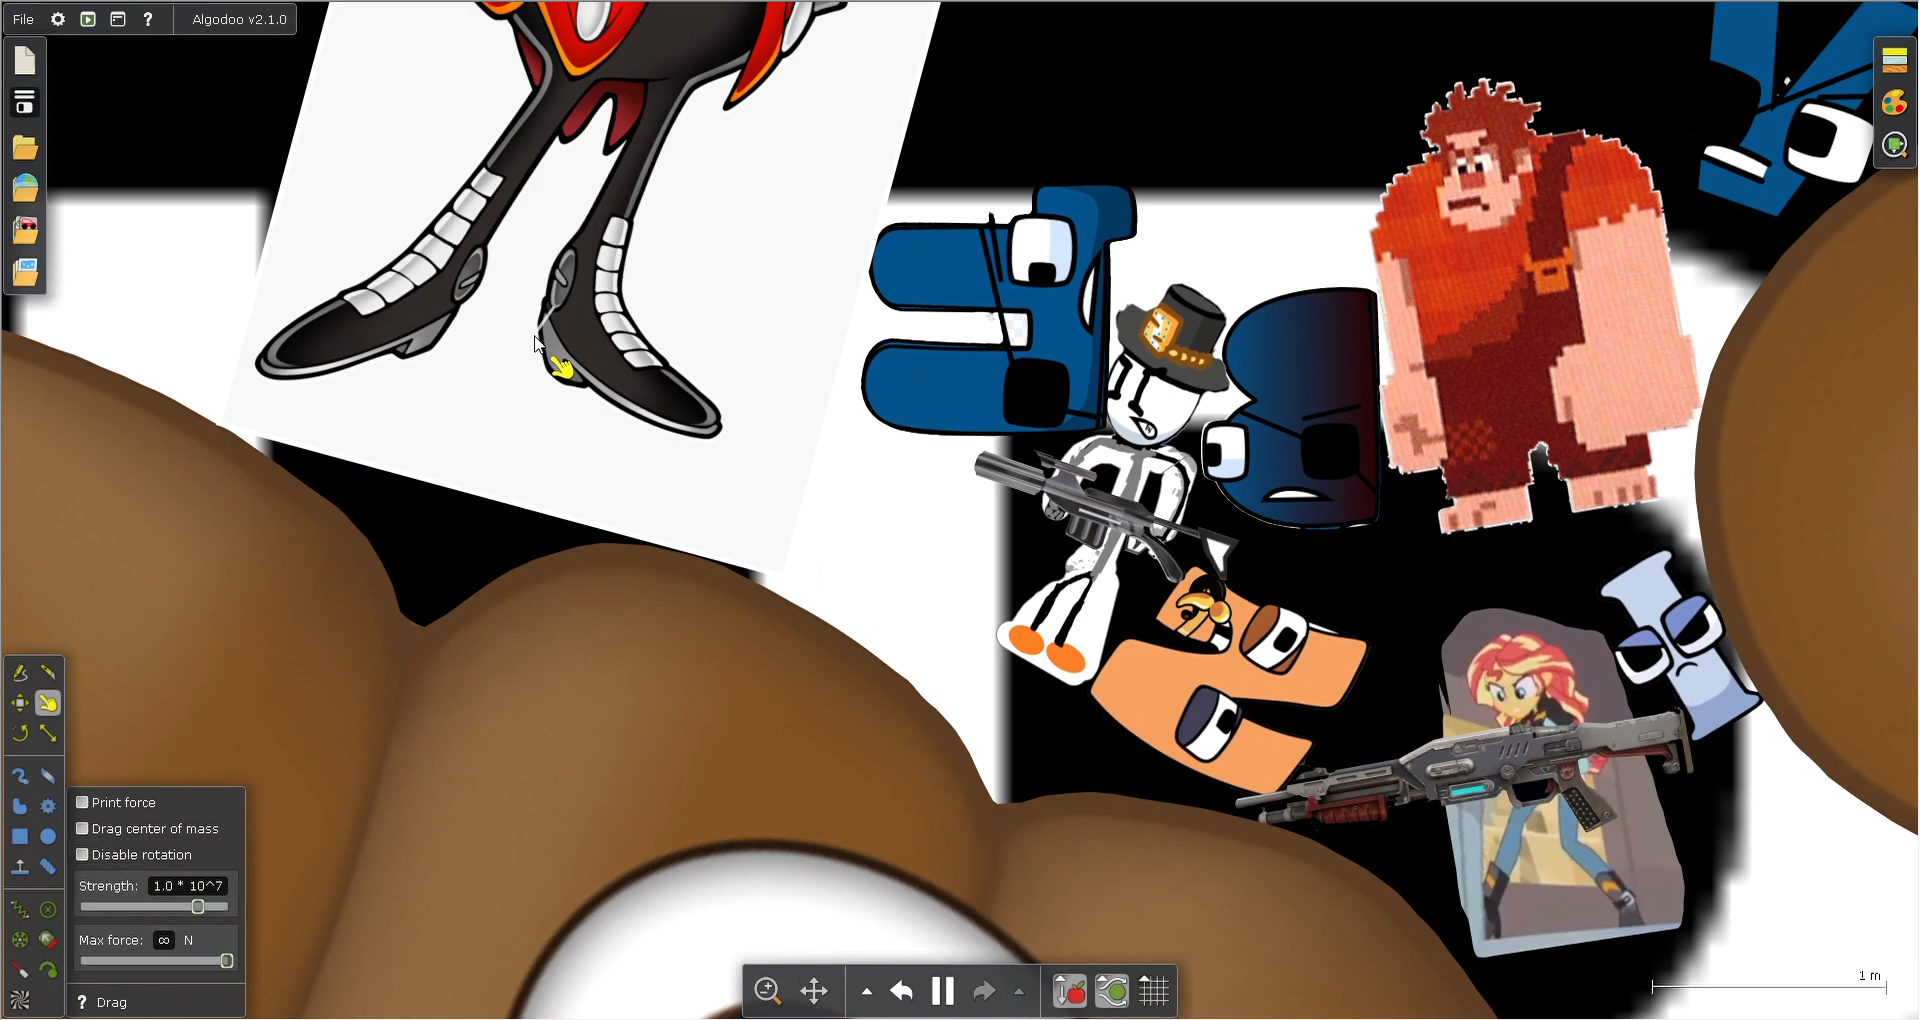 File
?
Algodoo v2.1.0
Print force
Drag center of mass
Disable rotation
Strength: 1.0 * 10^7
Max force: ∞ N
? Drag
1 m